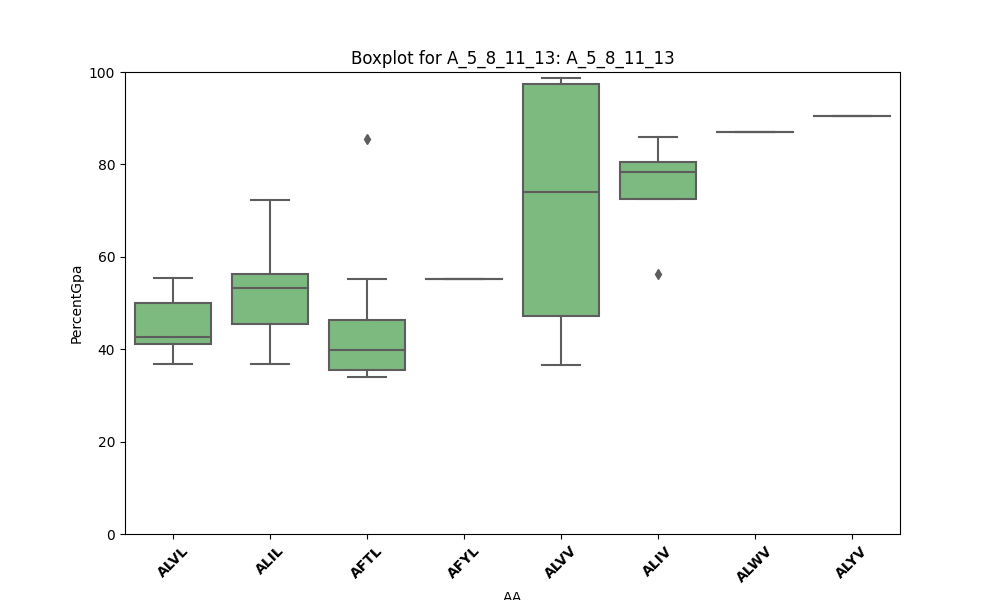 Boxplot for A_5_8_11_13: A_5_8_11_13
100
80
60
40
20
0
PercentGpa
ALVL
ALIL
AFTL
AFYL
ALVV
ALIV
ALWV
ALYV
AA